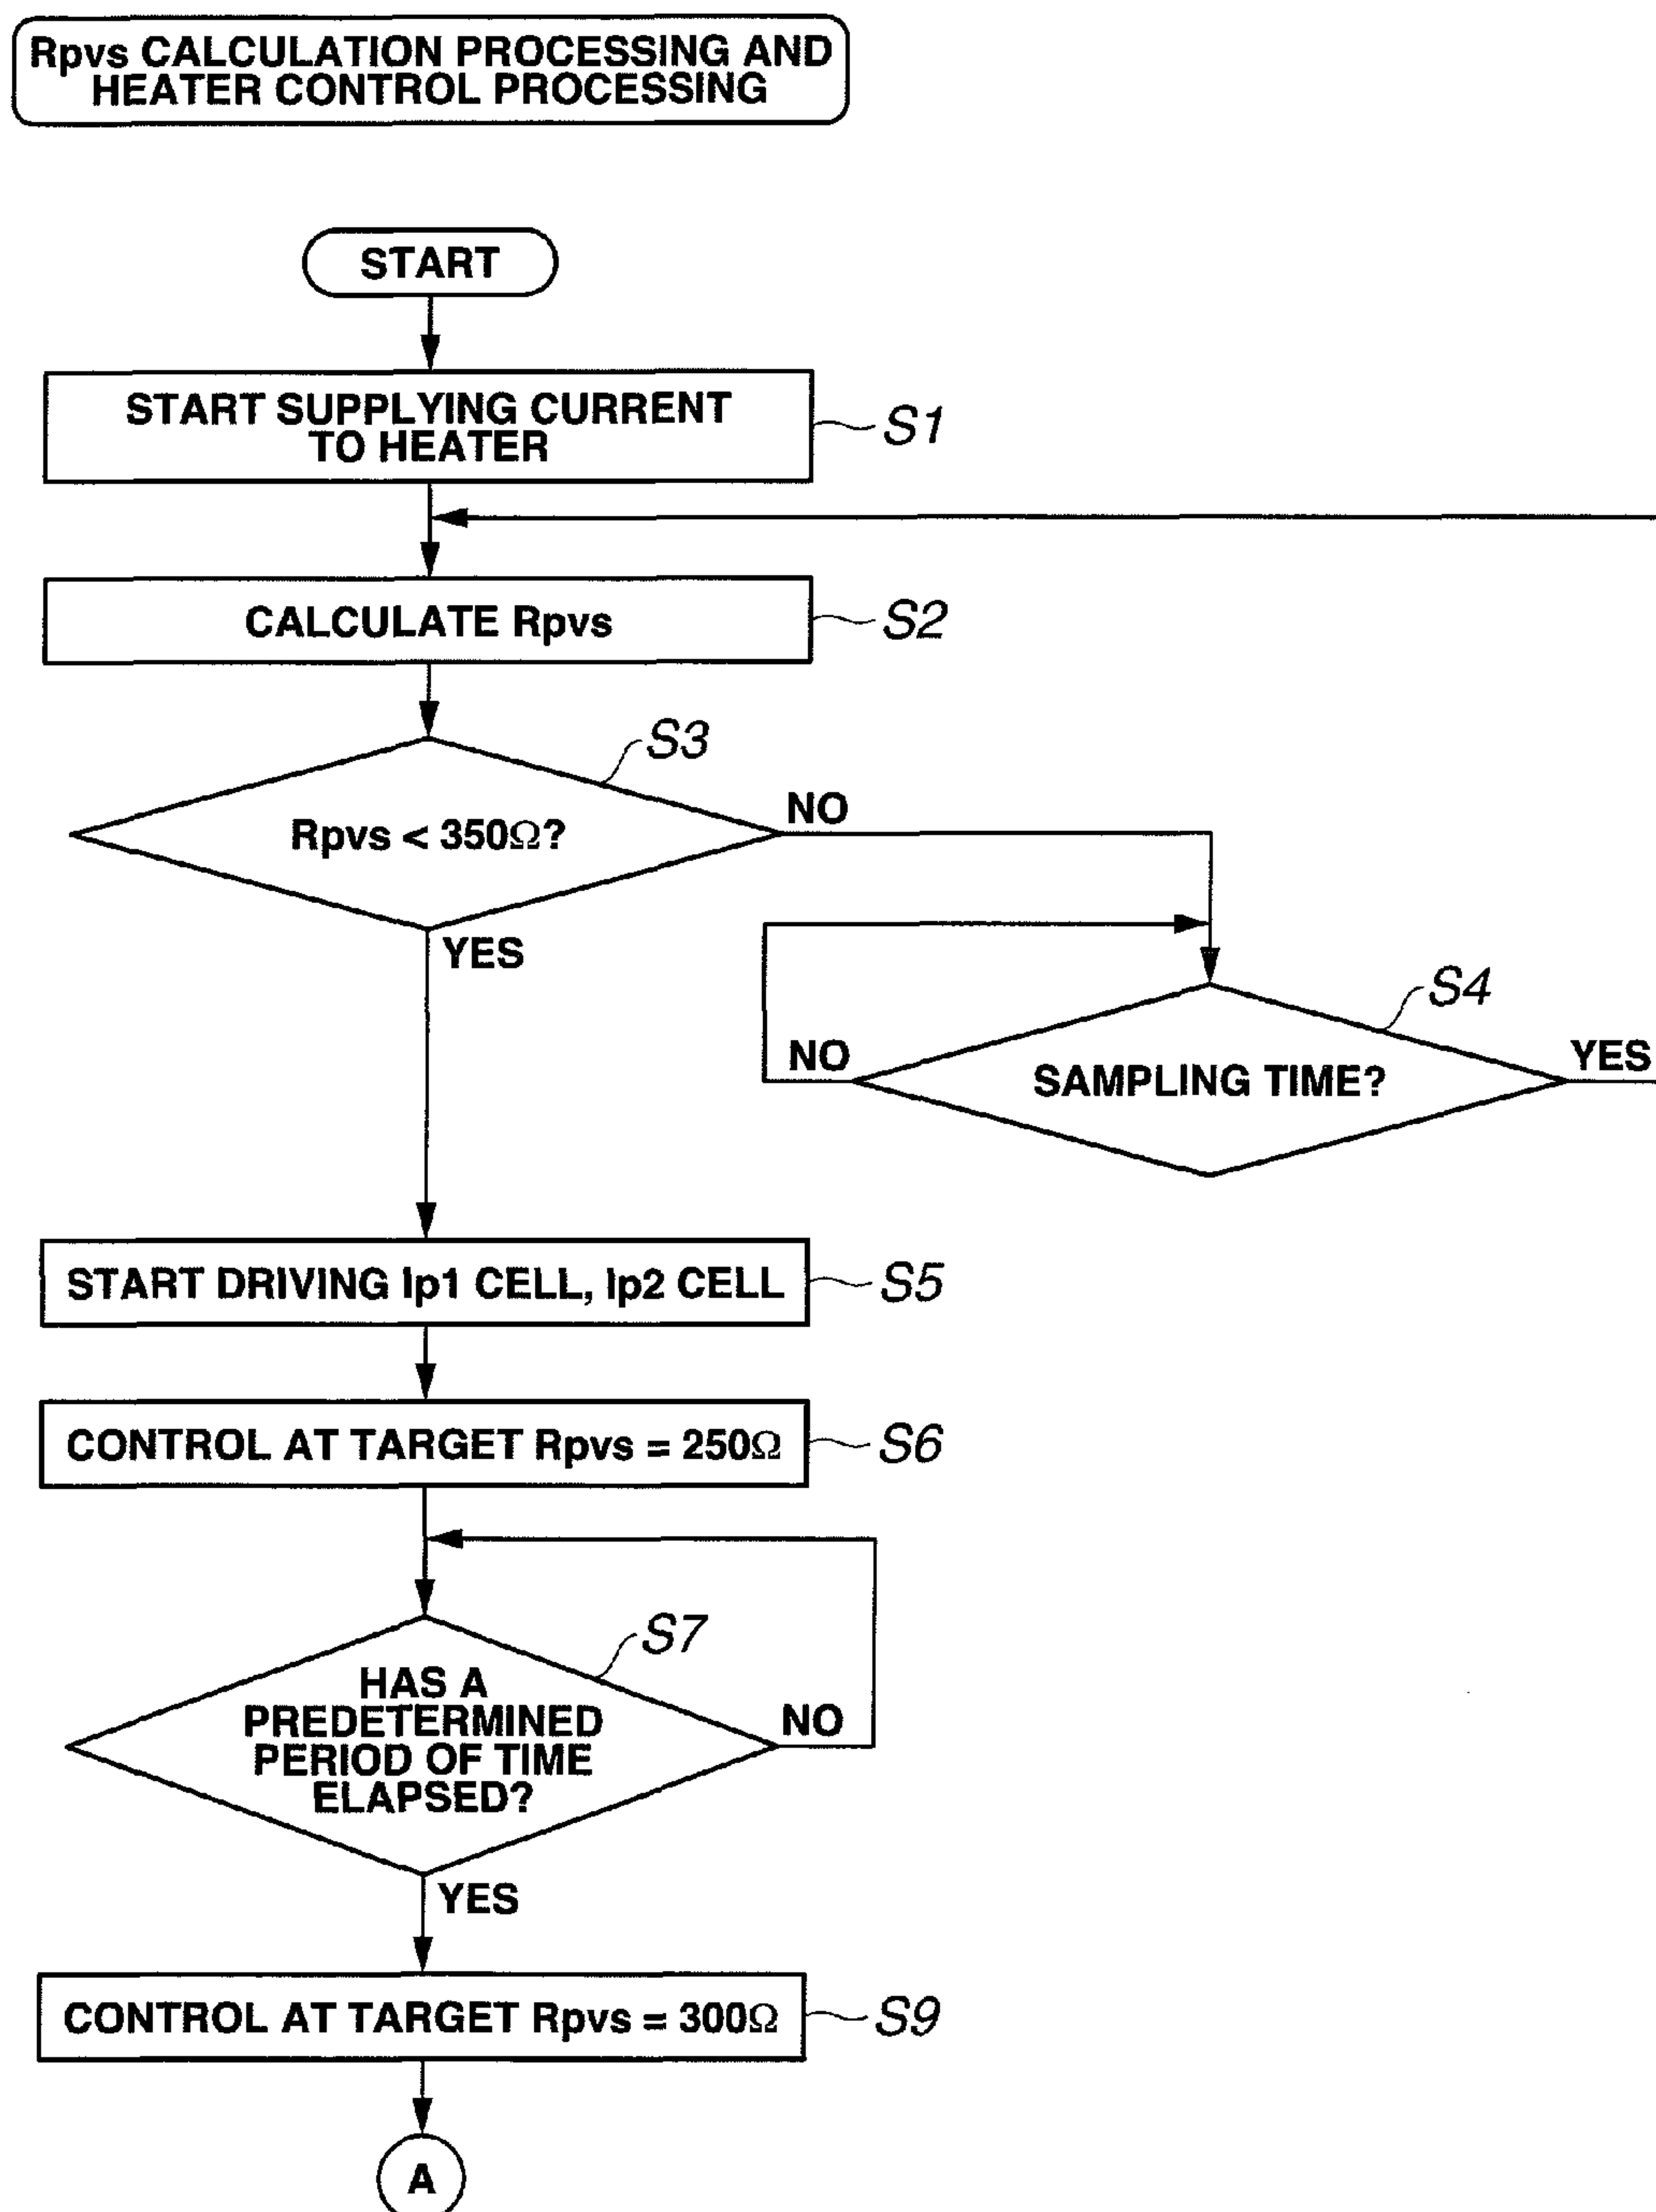 Rpvs CALCULATION PROCESSING AND
HEATER CONTROL PROCESSING
START
START SUPPLYING CURRENT
TO HEATER
S1
CALCULATE Rpvs
S2
S3
Rpvs < 350Ω?
NO
YES
S4
NO
SAMPLING TIME?
YES
START DRIVING Ip1 CELL, Ip2 CELL
S5
CONTROL AT TARGET Rpvs = 250Ω
S6
S7
HAS A
PREDETERMINED
PERIOD OF TIME
ELAPSED?
NO
YES
CONTROL AT TARGET Rpvs = 300Ω
S9
A